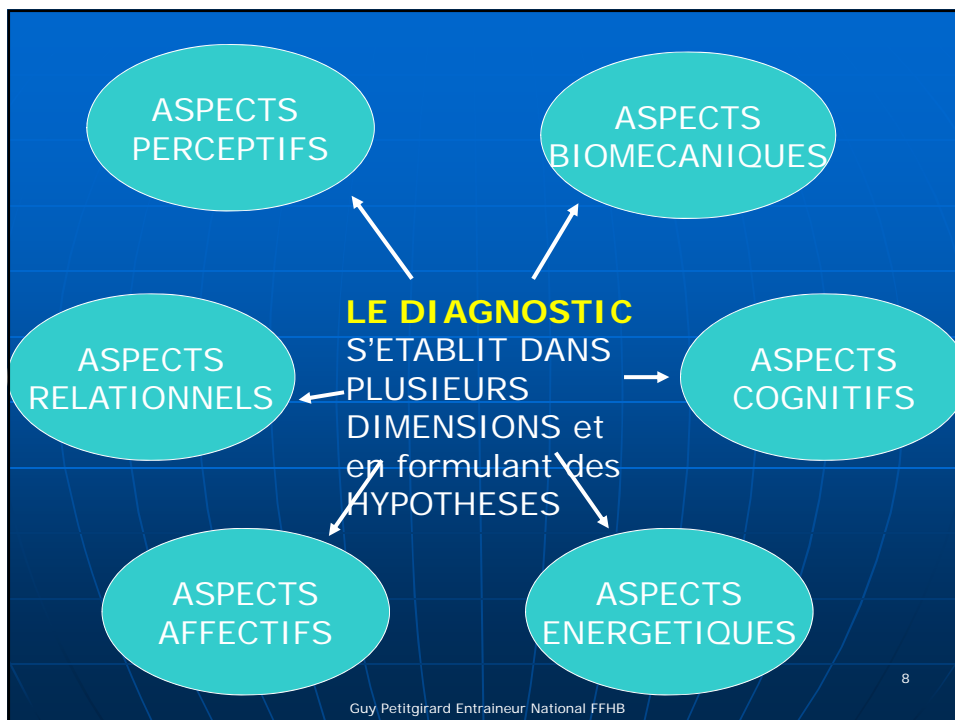 ASPECTS
PERCEPTIFS
ASPECTS
BIOMECANIQUES
LE DIAGNOSTIC
S'ETABLIT DANS
PLUSIEURS
DIMENSIONS et
en formulant des
HYPOTHESES
ASPECTS
RELATIONNELS
ASPECTS
COGNITIFS
ASPECTS
AFFECTIFS
ASPECTS
ENERGETIQUES
8
Guy Petitgirard Entraineur National FFHB